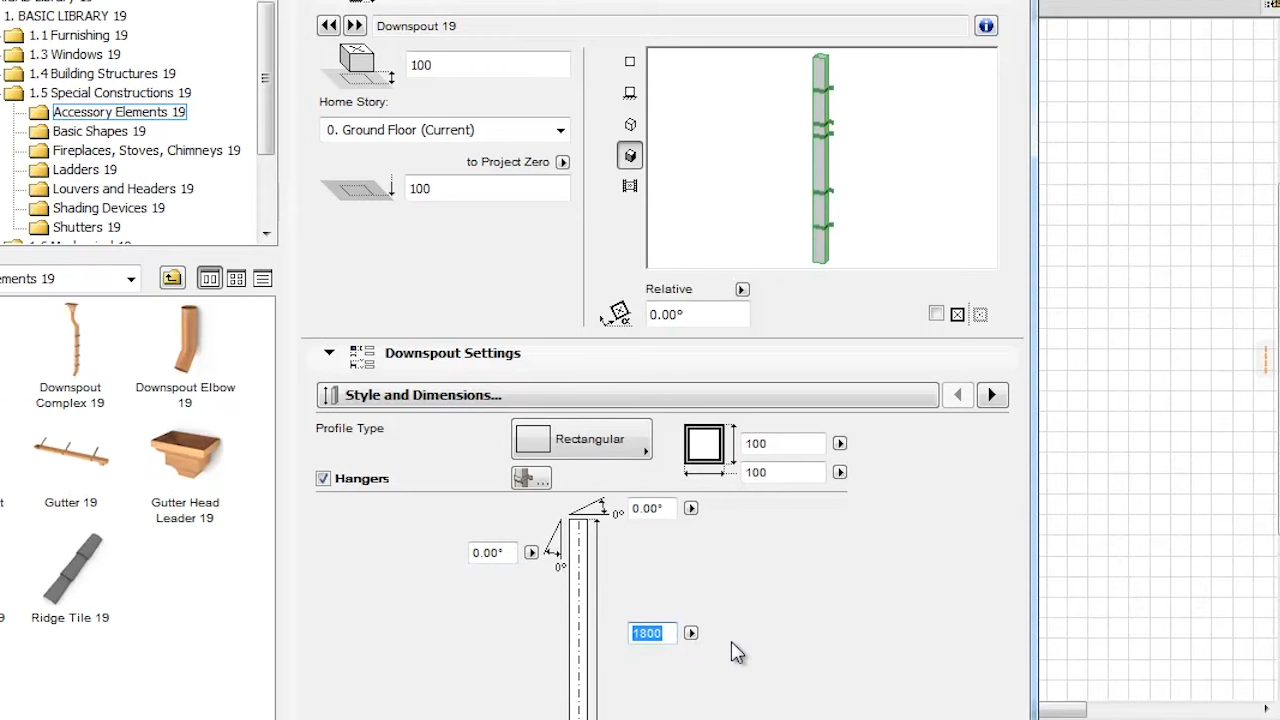 1. BASIC LIBRARY 19
1.1 Furnishing 19
1.3 Windows 19
1.4 Building Structures 19
1.5 Special Constructions 19
Accessory Elements 19
Basic Shapes 19
Fireplaces, Stoves, Chimneys 19
Ladders 19
Louvers and Headers 19
Shading Devices 19
Shutters 19
ements 19
Downspout
Complex 19
Downspout Elbow
19
Gutter 19
Gutter Head
Leader 19
Ridge Tile 19
Downspout 19
100
Home Story:
0. Ground Floor (Current)
to Project Zero
100
Relative
0.00°
Downspout Settings
Style and Dimensions...
Profile Type
Rectangular
100
100
Hangers
...
0°
0.00°
0.00°
0°
1800